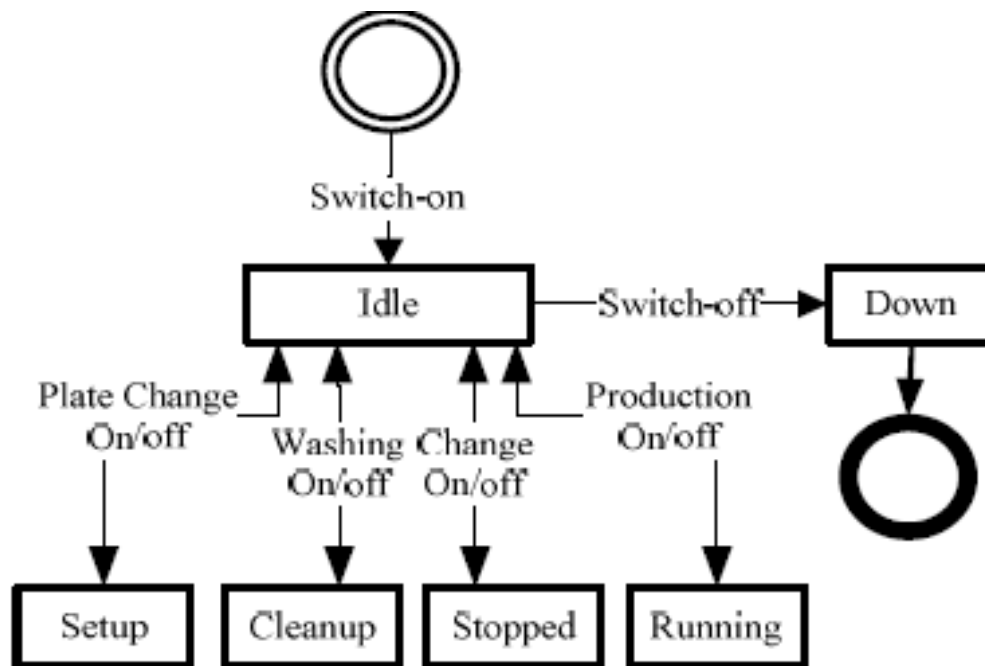 Switch-on
Idle
Switch-off
Down
Plate Change
On/off
Washing
On/off
Change
On/off
Production
On/off
Setup
Cleanup
Stopped
Running